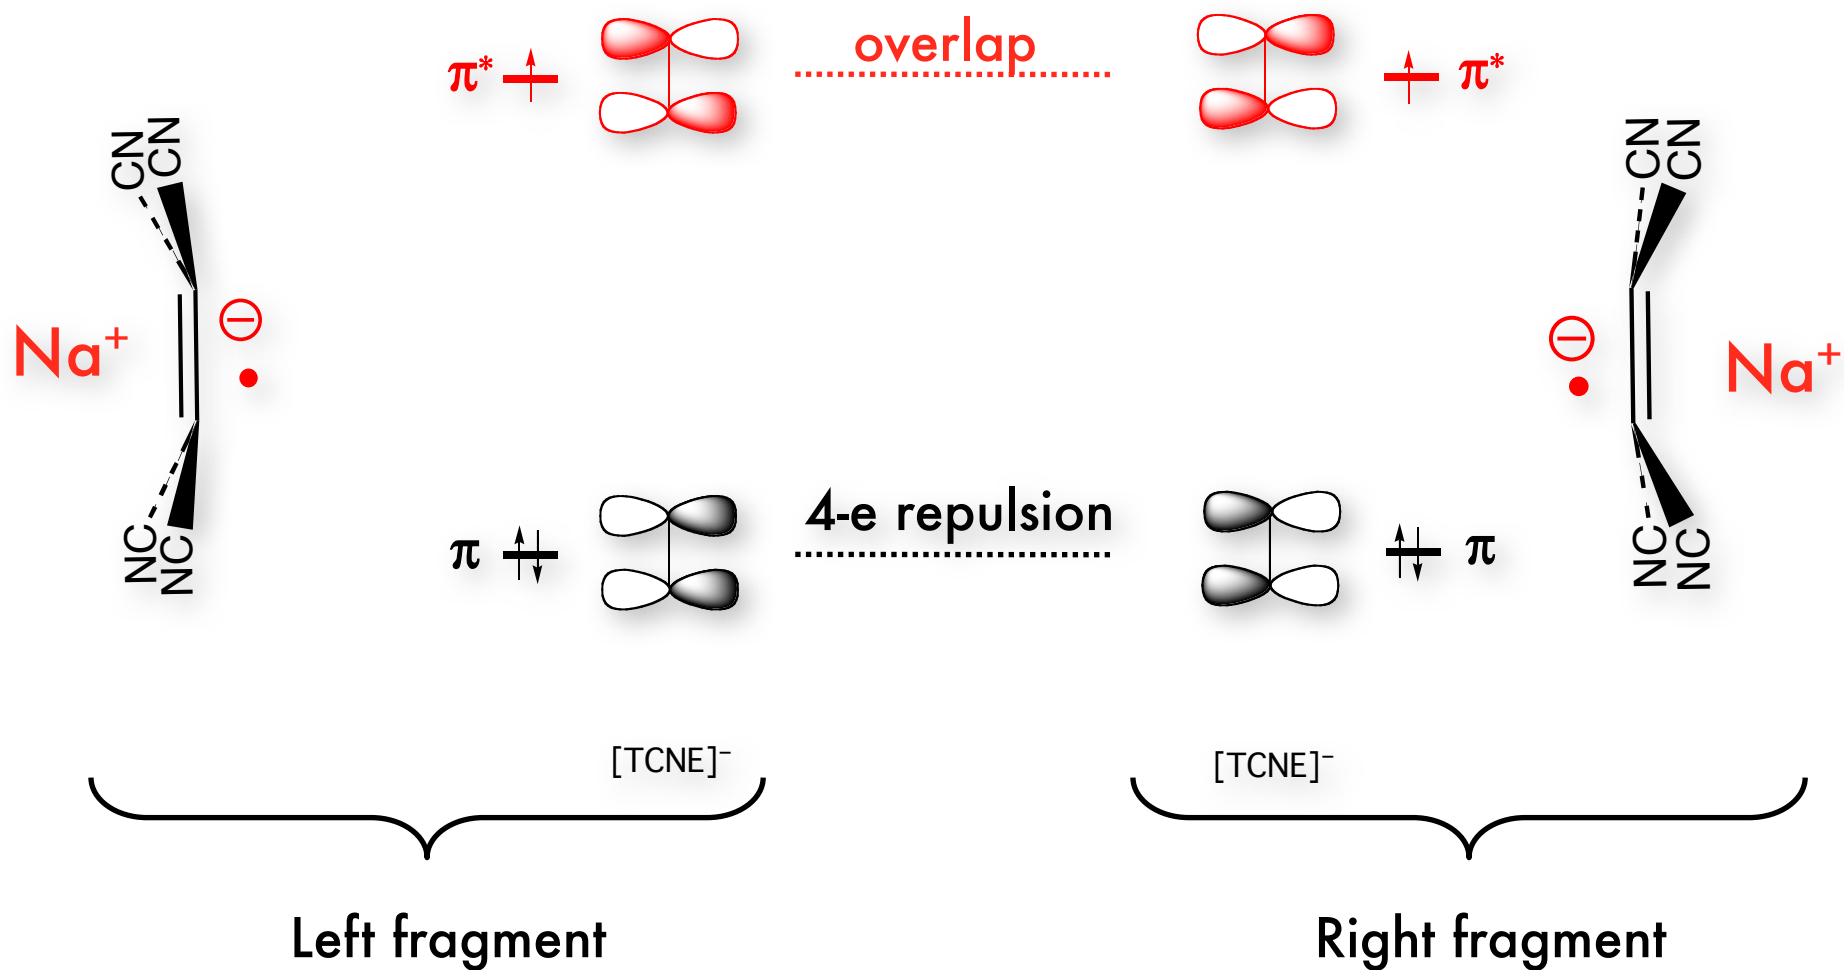 overlap
π* π*
CN CN CN CN
Na⁺ ⊖ • ⊖ • Na⁺
4-e repulsion
π π
NC NC NC NC
[TCNE]⁻ [TCNE]⁻
Left fragment Right fragment